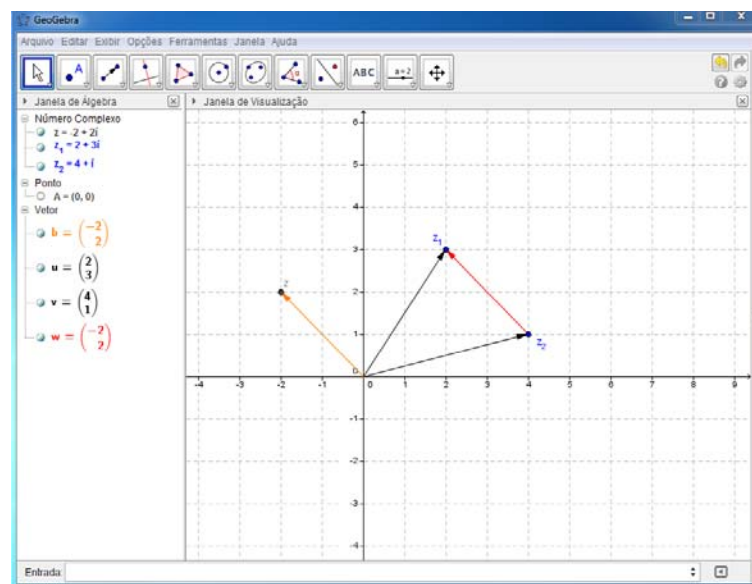 GeoGebra
Arquivo Editar Exibir Opções Ferramentas Janela Ajuda
A
ABC
a=2
Janela de Álgebra
Janela de Visualização
Número Complexo
z = -2 + 2i
z₁ = 2 + 3i
z₂ = 4 + i
Ponto
A = (0, 0)
Vetor
b = (-2
2)
u = (2
3)
v = (4
1)
w = (-2
2)
6
5
4
z₁
3
z
2
1
z₂
0
-4 -3 -2 -1 0 1 2 3 4 5 6 7 8 9
-1
-2
-3
-4
Entrada: